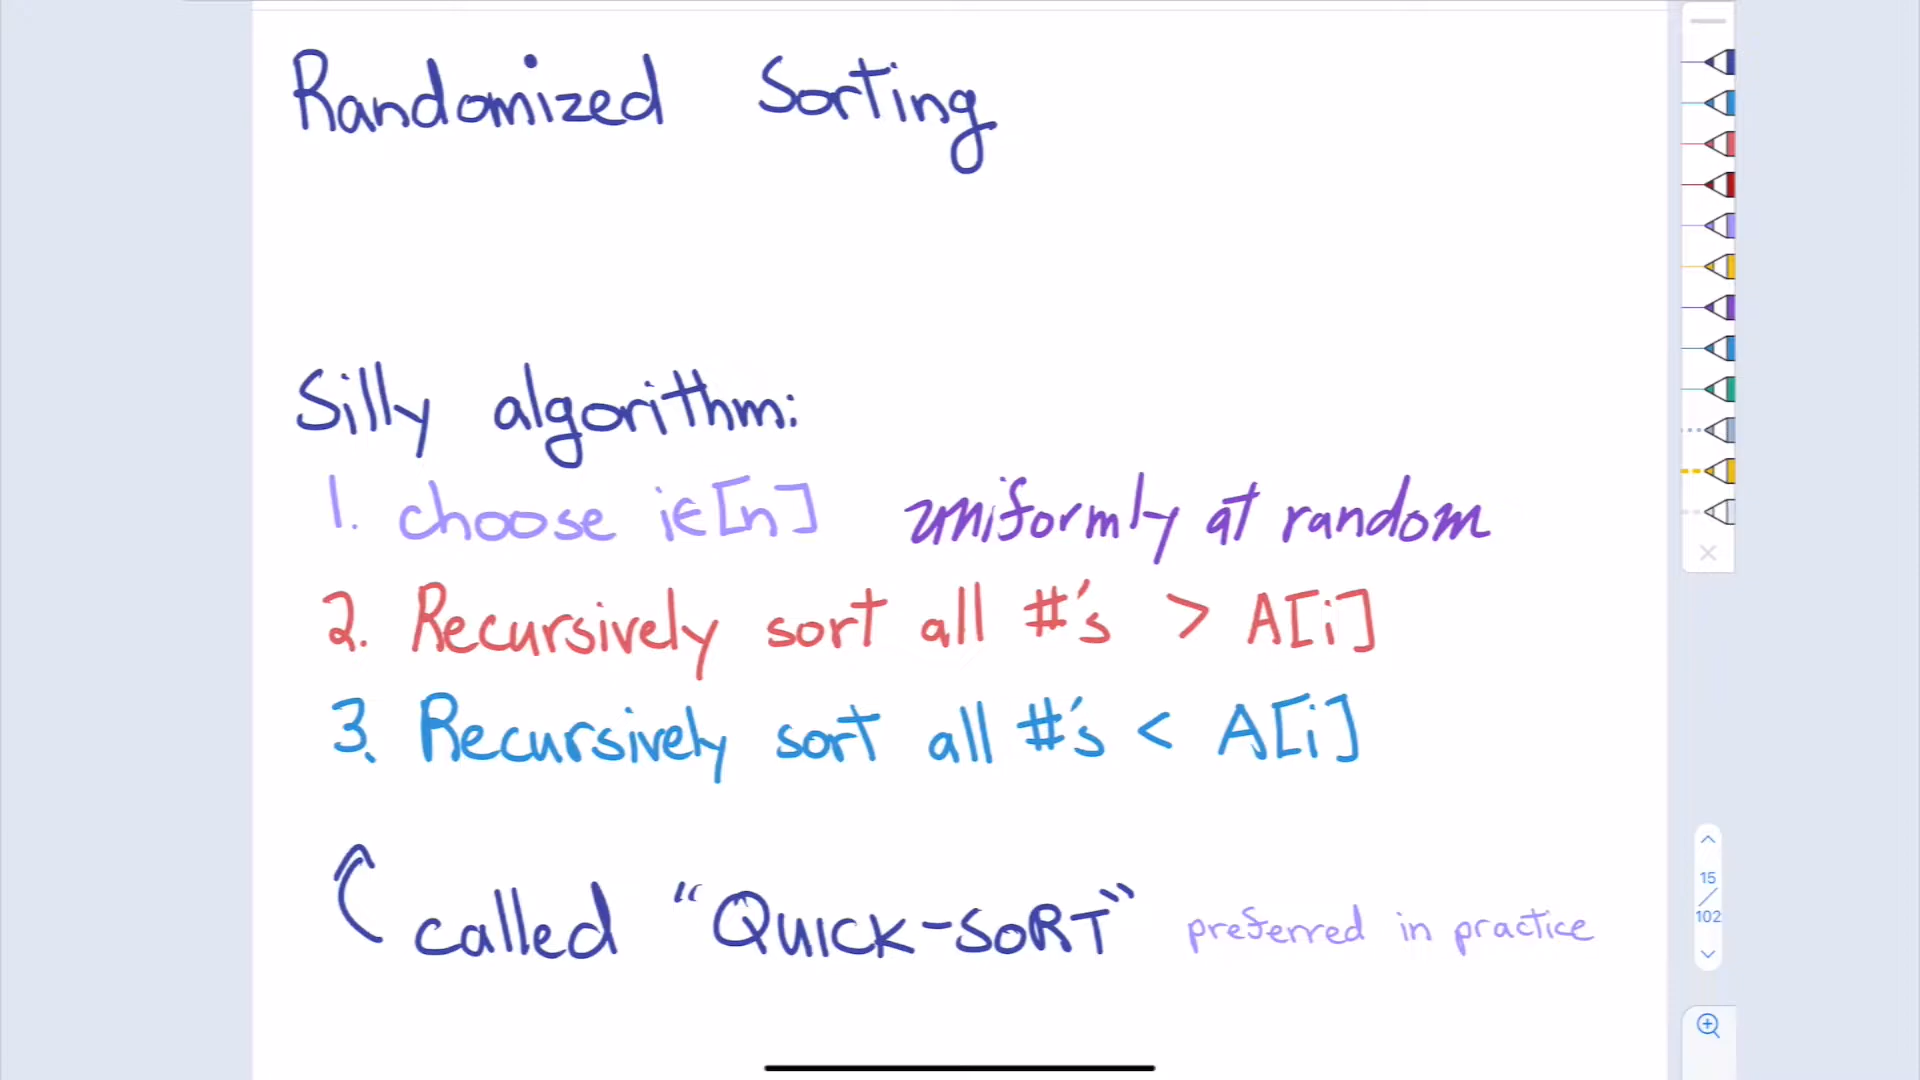 Randomized Sorting
Silly algorithm:
1. choose i∈[n] uniformly at random
2. Recursively sort all #'s > A[i]
3. Recursively sort all #'s < A[i]
called "QUICK-SORT" preferred in practice
15
102